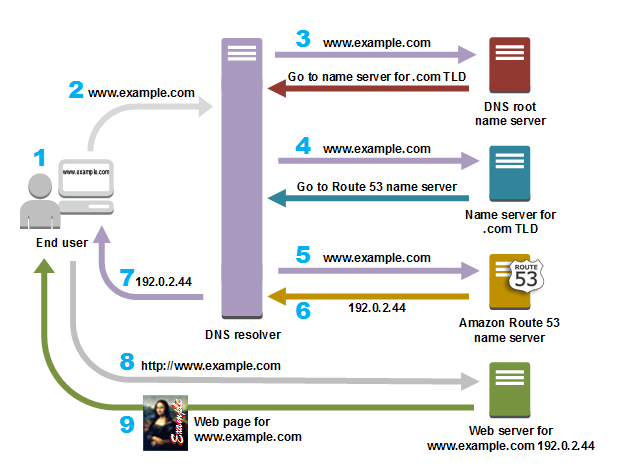 3 www.example.com
Go to name server for .com TLD
DNS root
name server
2 www.example.com
1
www.example.com
End user
4 www.example.com
Go to Route 53 name server
Name server for
.com TLD
5 www.example.com
ROUTE
53
6 192.0.2.44
Amazon Route 53
name server
7 192.0.2.44
DNS resolver
8 http://www.example.com
9
Example
Web page for
www.example.com
Web server for
www.example.com 192.0.2.44